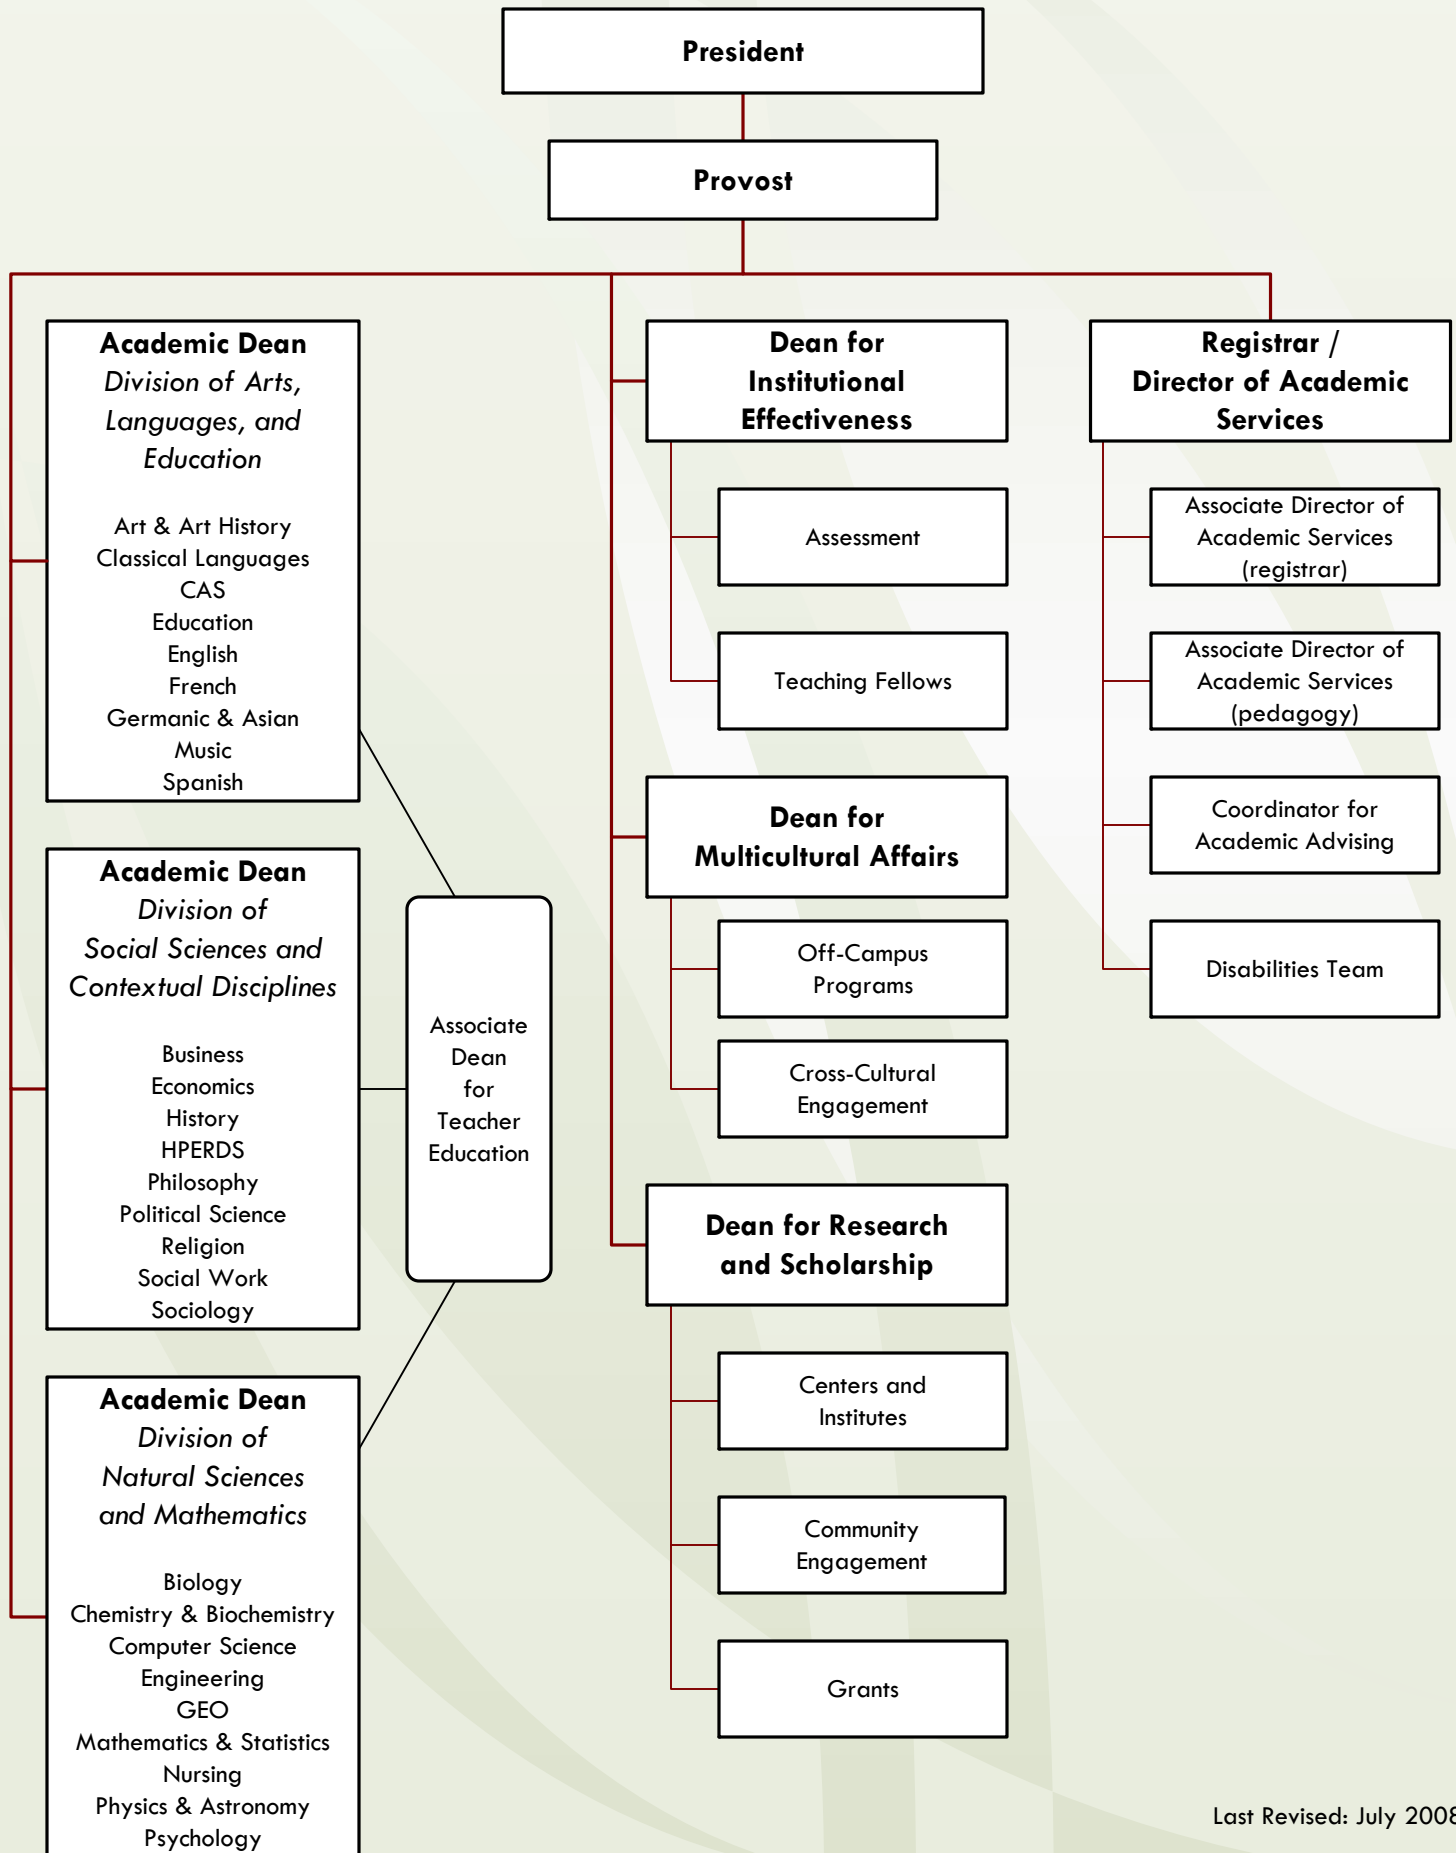 President
Provost
Academic Dean
Division of Arts,
Languages, and
Education
Art & Art History
Classical Languages
CAS
Education
English
French
Germanic & Asian
Music
Spanish
Academic Dean
Division of
Social Sciences and
Contextual Disciplines
Business
Economics
History
HPERDS
Philosophy
Political Science
Religion
Social Work
Sociology
Academic Dean
Division of
Natural Sciences
and Mathematics
Biology
Chemistry & Biochemistry
Computer Science
Engineering
GEO
Mathematics & Statistics
Nursing
Physics & Astronomy
Psychology
Associate
Dean
for
Teacher
Education
Dean for
Institutional
Effectiveness
Assessment
Teaching Fellows
Dean for
Multicultural Affairs
Off-Campus
Programs
Cross-Cultural
Engagement
Dean for Research
and Scholarship
Centers and
Institutes
Community
Engagement
Grants
Registrar /
Director of Academic
Services
Associate Director of
Academic Services
(registrar)
Associate Director of
Academic Services
(pedagogy)
Coordinator for
Academic Advising
Disabilities Team
Last Revised: July 2008